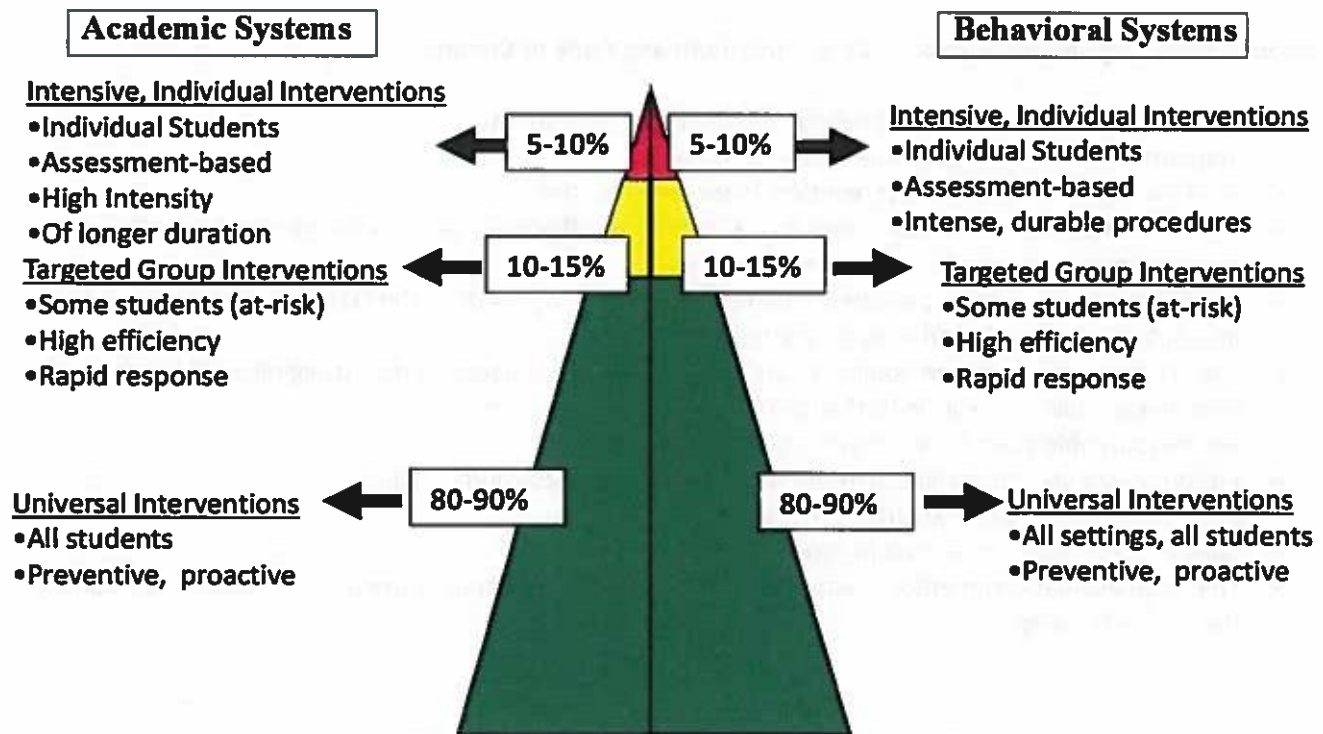 Academic Systems
Intensive, Individual Interventions
•Individual Students
•Assessment-based
•High Intensity
•Of longer duration
Targeted Group Interventions
•Some students (at-risk)
•High efficiency
•Rapid response
Universal Interventions
•All students
•Preventive, proactive
5-10%
5-10%
10-15%
10-15%
80-90%
80-90%
Behavioral Systems
Intensive, Individual Interventions
•Individual Students
•Assessment-based
•Intense, durable procedures
Targeted Group Interventions
•Some students (at-risk)
•High efficiency
•Rapid response
Universal Interventions
•All settings, all students
•Preventive, proactive